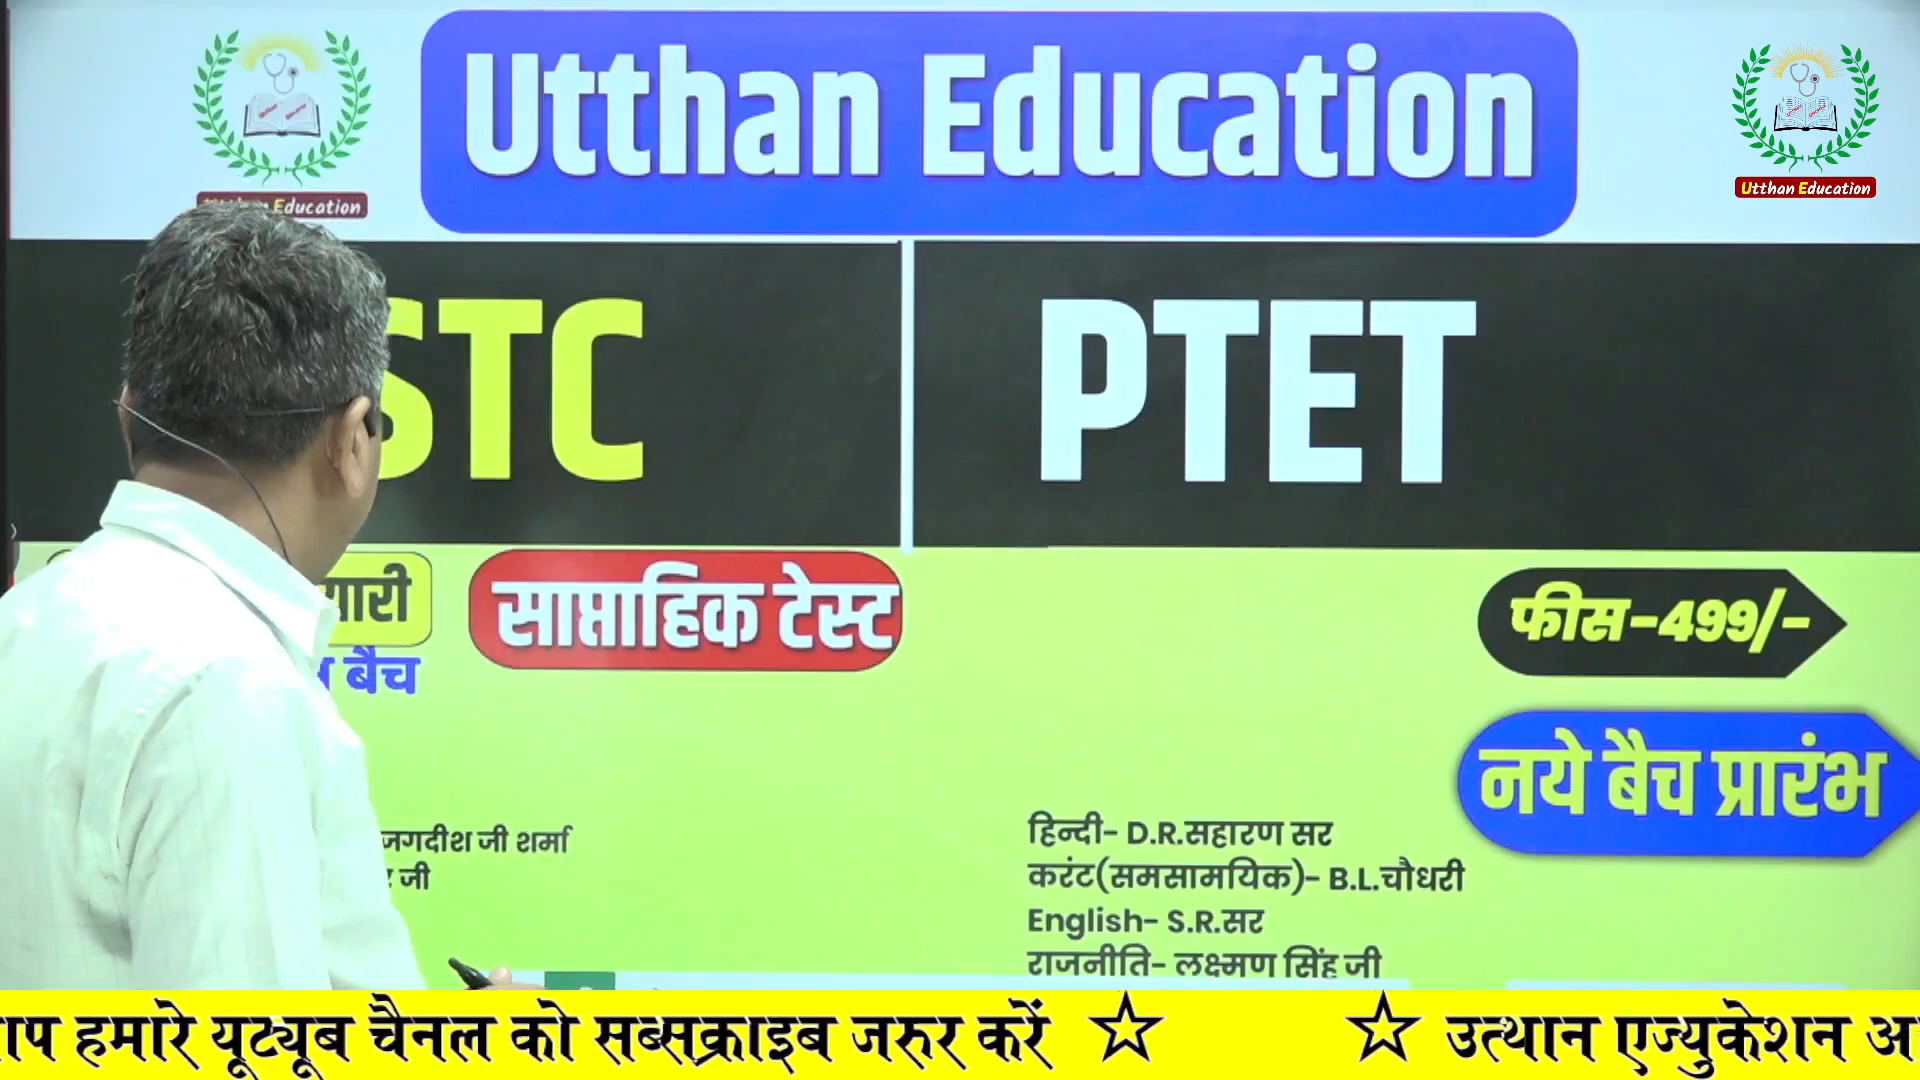 Utthan Education
Education
Utthan Education
STC
PTET
साप्ताहिक टेस्ट
बैच
फीस-499/-
नये बैच प्रारंभ
जगदीश जी शर्मा
जी
हिन्दी- D.R.सहारण सर
करंट(समसामयिक)- B.L.चौधरी
English- S.R.सर
राजनीति- लक्ष्मण सिंह जी
हमारे यूट्यूब चैनल को सब्सक्राइब जरुर करें ☆ ☆ उत्थान एज्युकेशन